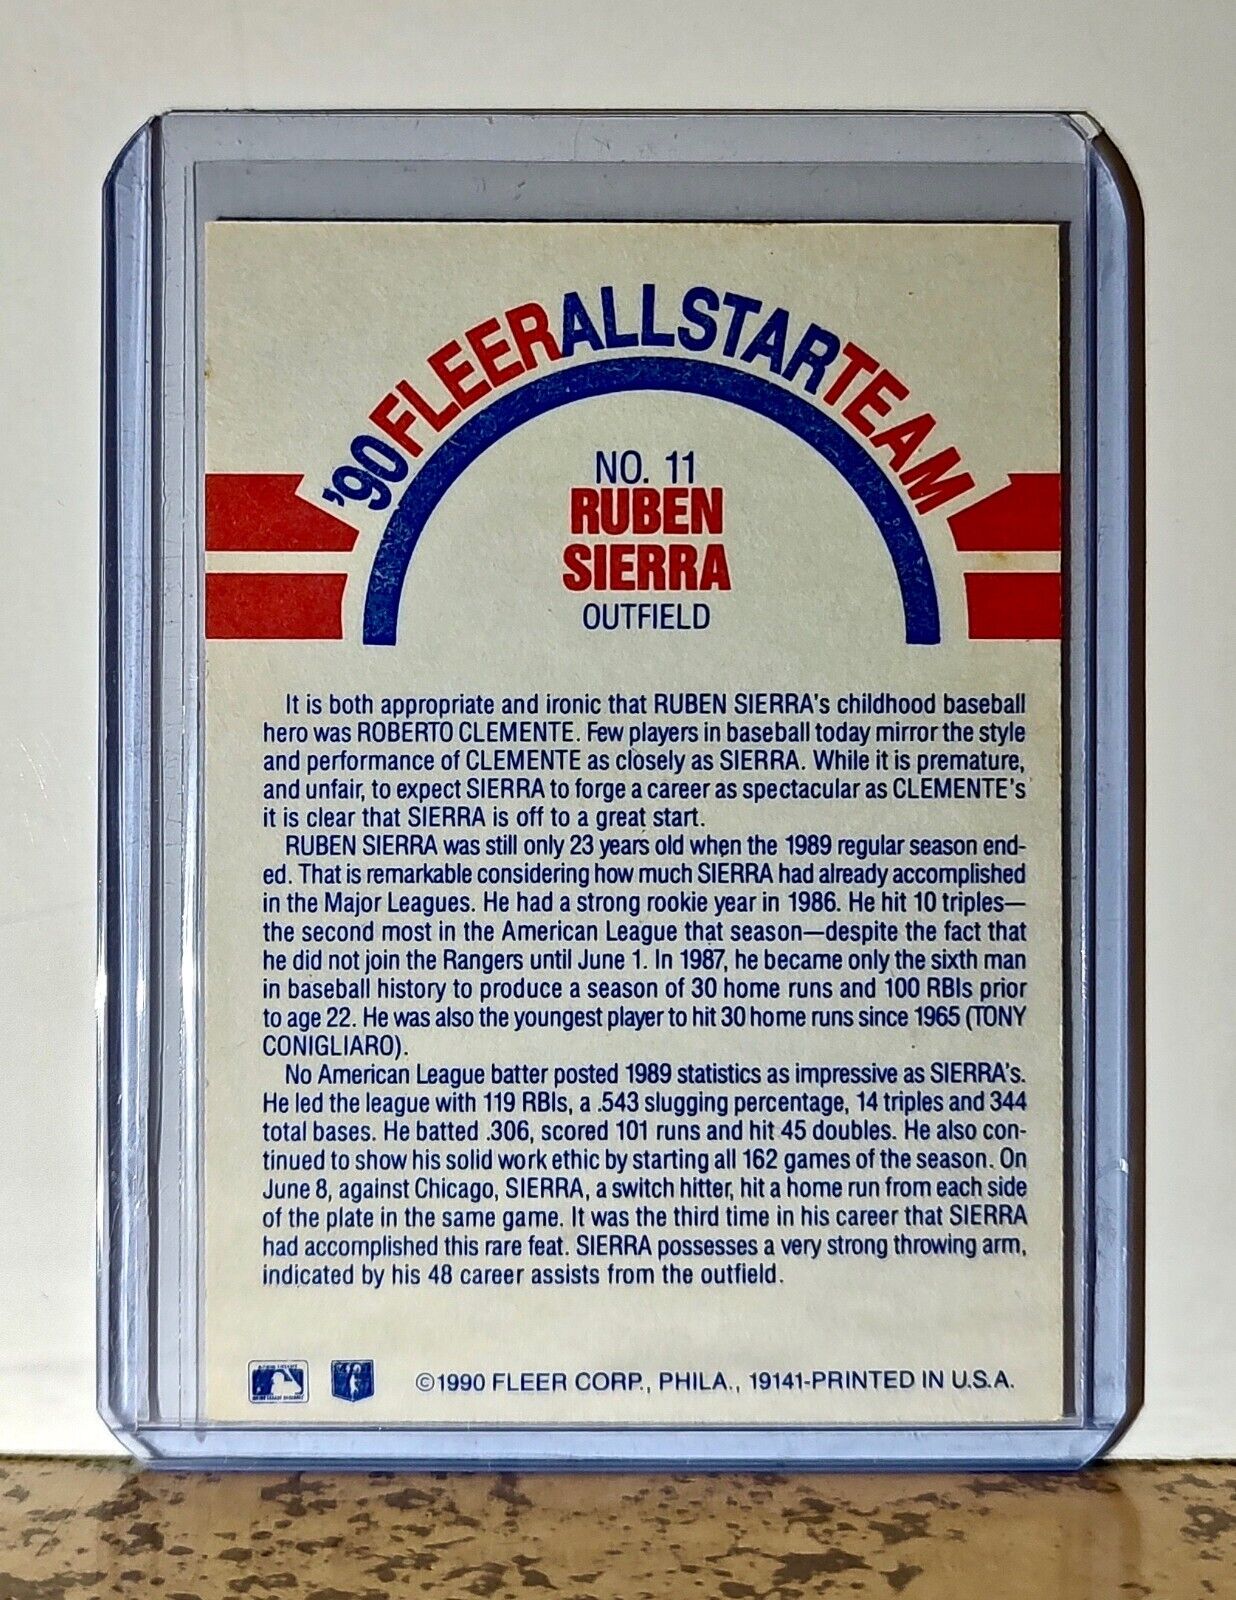 '90 FLEER ALL STAR TEAM
NO. 11
RUBEN
SIERRA
OUTFIELD
It is both appropriate and ironic that RUBEN SIERRA's childhood baseball
hero was ROBERTO CLEMENTE. Few players in baseball today mirror the style
and performance of CLEMENTE as closely as SIERRA. While it is premature,
and unfair, to expect SIERRA to forge a career as spectacular as CLEMENTE's
it is clear that SIERRA is off to a great start.
RUBEN SIERRA was still only 23 years old when the 1989 regular season end-
ed. That is remarkable considering how much SIERRA had already accomplished
in the Major Leagues. He had a strong rookie year in 1986. He hit 10 triples—
the second most in the American League that season—despite the fact that
he did not join the Rangers until June 1. In 1987, he became only the sixth man
in baseball history to produce a season of 30 home runs and 100 RBIs prior
to age 22. He was also the youngest player to hit 30 home runs since 1965 (TONY
CONIGLIARO).
No American League batter posted 1989 statistics as impressive as SIERRA's.
He led the league with 119 RBIs, a .543 slugging percentage, 14 triples and 344
total bases. He batted .306, scored 101 runs and hit 45 doubles. He also con-
tinued to show his solid work ethic by starting all 162 games of the season. On
June 8, against Chicago, SIERRA, a switch hitter, hit a home run from each side
of the plate in the same game. It was the third time in his career that SIERRA
had accomplished this rare feat. SIERRA possesses a very strong throwing arm,
indicated by his 48 career assists from the outfield.
©1990 FLEER CORP., PHILA., 19141-PRINTED IN U.S.A.